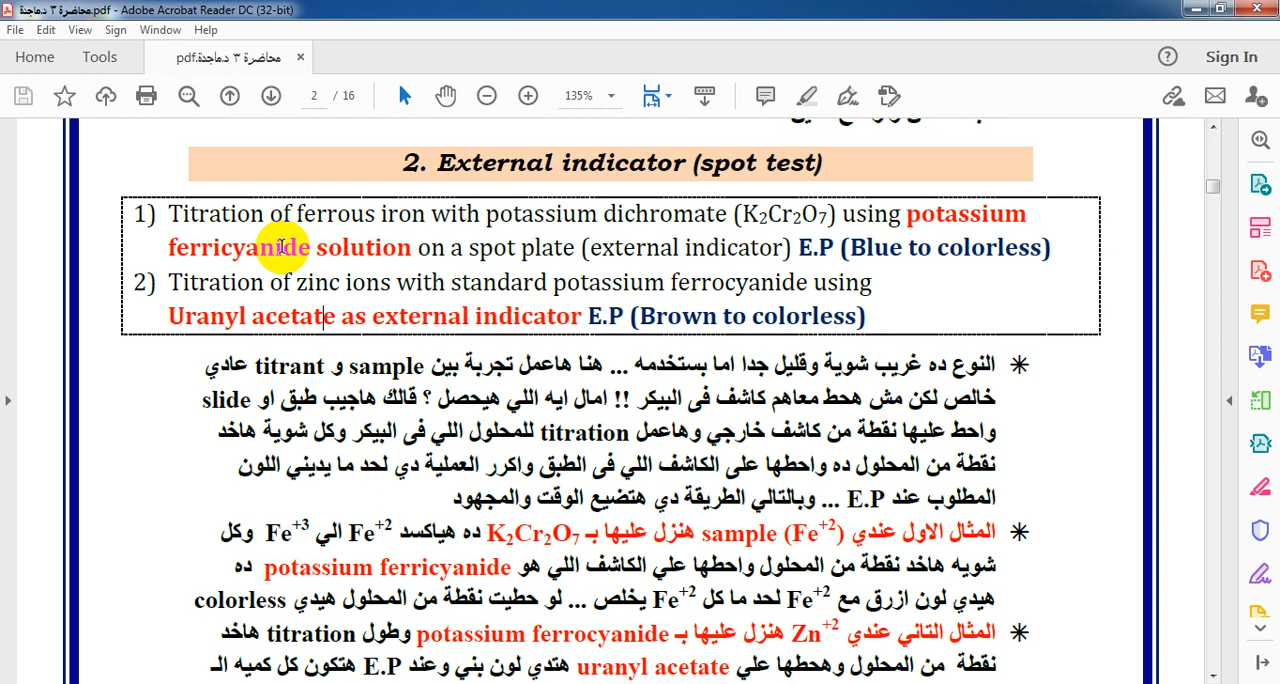 محاضرة ٣ د.ماجدة.pdf - Adobe Acrobat Reader DC (32-bit)
File Edit View Sign Window Help
Home Tools محاضرة ٣ د.ماجدة.pdf × Sign In
2 / 16 135%
2. External indicator (spot test)
1) Titration of ferrous iron with potassium dichromate (K₂Cr₂O₇) using potassium
ferricyanide solution on a spot plate (external indicator) E.P (Blue to colorless)
2) Titration of zinc ions with standard potassium ferrocyanide using
Uranyl acetate as external indicator E.P (Brown to colorless)
النوع ده غريب شوية وقليل جدا اما بستخدمه ... هنا هاعمل تجربة بين sample و titrant عادي
خالص لكن مش هحط معاهم كاشف فى البيكر !! امال ايه اللي هيحصل ؟ قالك هاجيب طبق او slide
واحط عليها نقطة من كاشف خارجي وهاعمل titration للمحلول اللي فى البيكر وكل شوية هاخد
نقطة من المحلول ده واحطها على الكاشف اللي فى الطبق واكرر العملية دي لحد ما يديني اللون
المطلوب عند E.P ... وبالتالي الطريقة دي هتضيع الوقت والمجهود
المثال الاول عندي sample (Fe⁺²) هنزل عليها بـ K₂Cr₂O₇ ده هياكسد Fe⁺² الي Fe⁺³ وكل
شويه هاخد نقطة من المحلول واحطها علي الكاشف اللي هو potassium ferricyanide ده
هيدي لون ازرق مع Fe⁺² لحد ما كل Fe⁺² يخلص ... لو حطيت نقطة من المحلول هيدي colorless
المثال التاني عندي Zn⁺² هنزل عليها بـ potassium ferrocyanide وطول titration هاخد
نقطة من المحلول وهحطها علي uranyl acetate هتدي لون بني وعند E.P هتكون كل كميه الـ